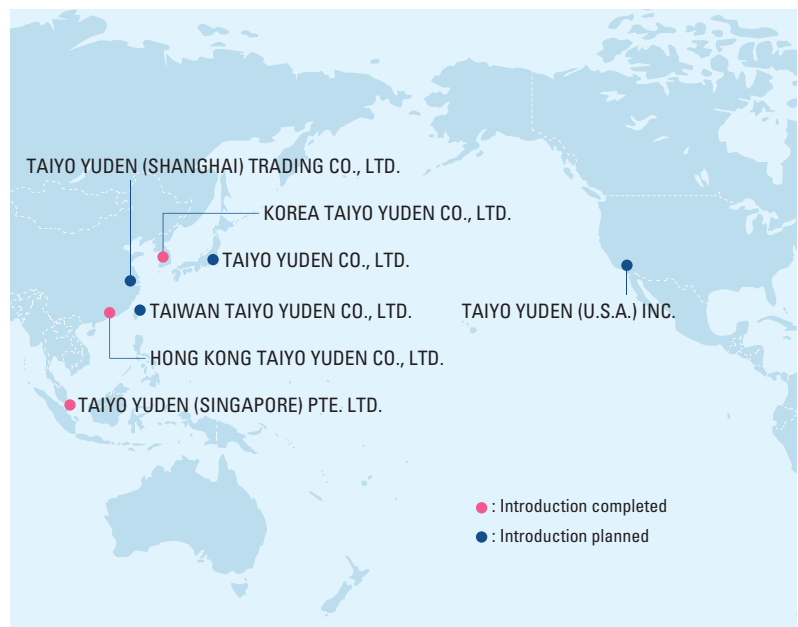 TAIYO YUDEN (SHANGHAI) TRADING CO., LTD.
KOREA TAIYO YUDEN CO., LTD.
TAIYO YUDEN CO., LTD.
TAIWAN TAIYO YUDEN CO., LTD.
TAIYO YUDEN (U.S.A.) INC.
HONG KONG TAIYO YUDEN CO., LTD.
TAIYO YUDEN (SINGAPORE) PTE. LTD.
: Introduction completed
: Introduction planned